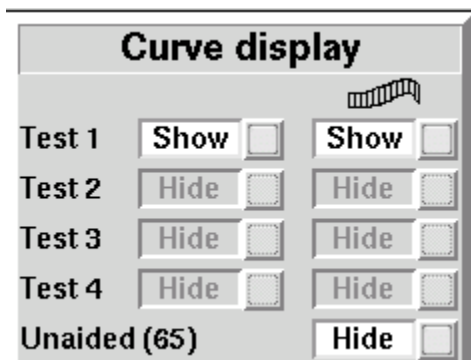 Curve display
Test 1 Show Show
Test 2 Hide Hide
Test 3 Hide Hide
Test 4 Hide Hide
Unaided (65) Hide